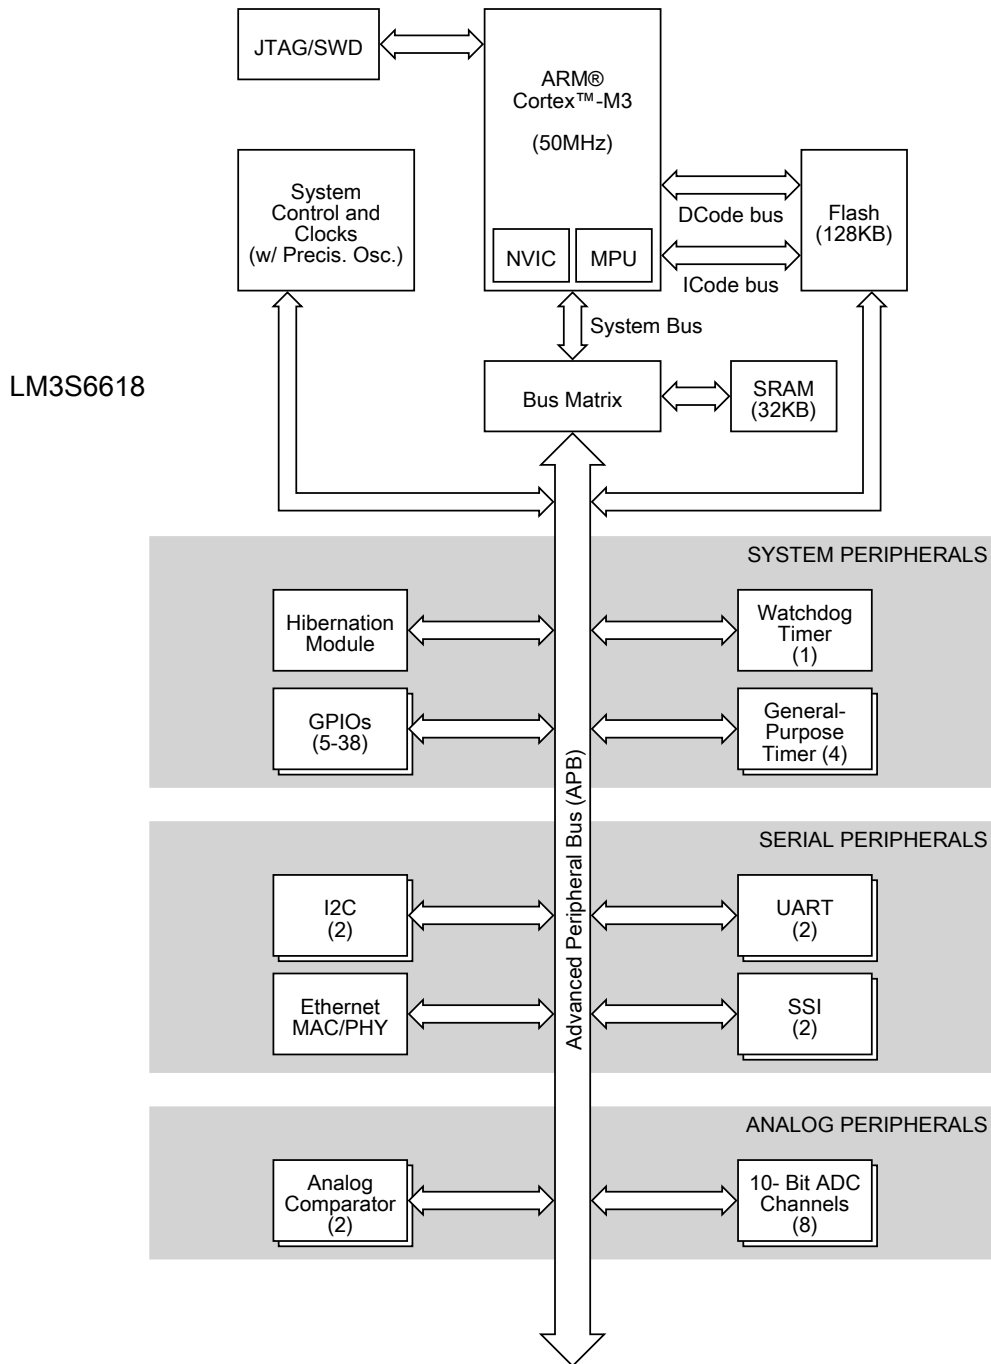 JTAG/SWD
ARM®
Cortex™-M3
(50MHz)
NVIC
MPU
System
Control and
Clocks
(w/ Precis. Osc.)
DCode bus
ICode bus
Flash
(128KB)
System Bus
LM3S6618
Bus Matrix
SRAM
(32KB)
SYSTEM PERIPHERALS
Hibernation
Module
Watchdog
Timer
(1)
GPIOs
(5-38)
General-
Purpose
Timer (4)
Advanced Peripheral Bus (APB)
SERIAL PERIPHERALS
I2C
(2)
UART
(2)
Ethernet
MAC/PHY
SSI
(2)
ANALOG PERIPHERALS
Analog
Comparator
(2)
10- Bit ADC
Channels
(8)